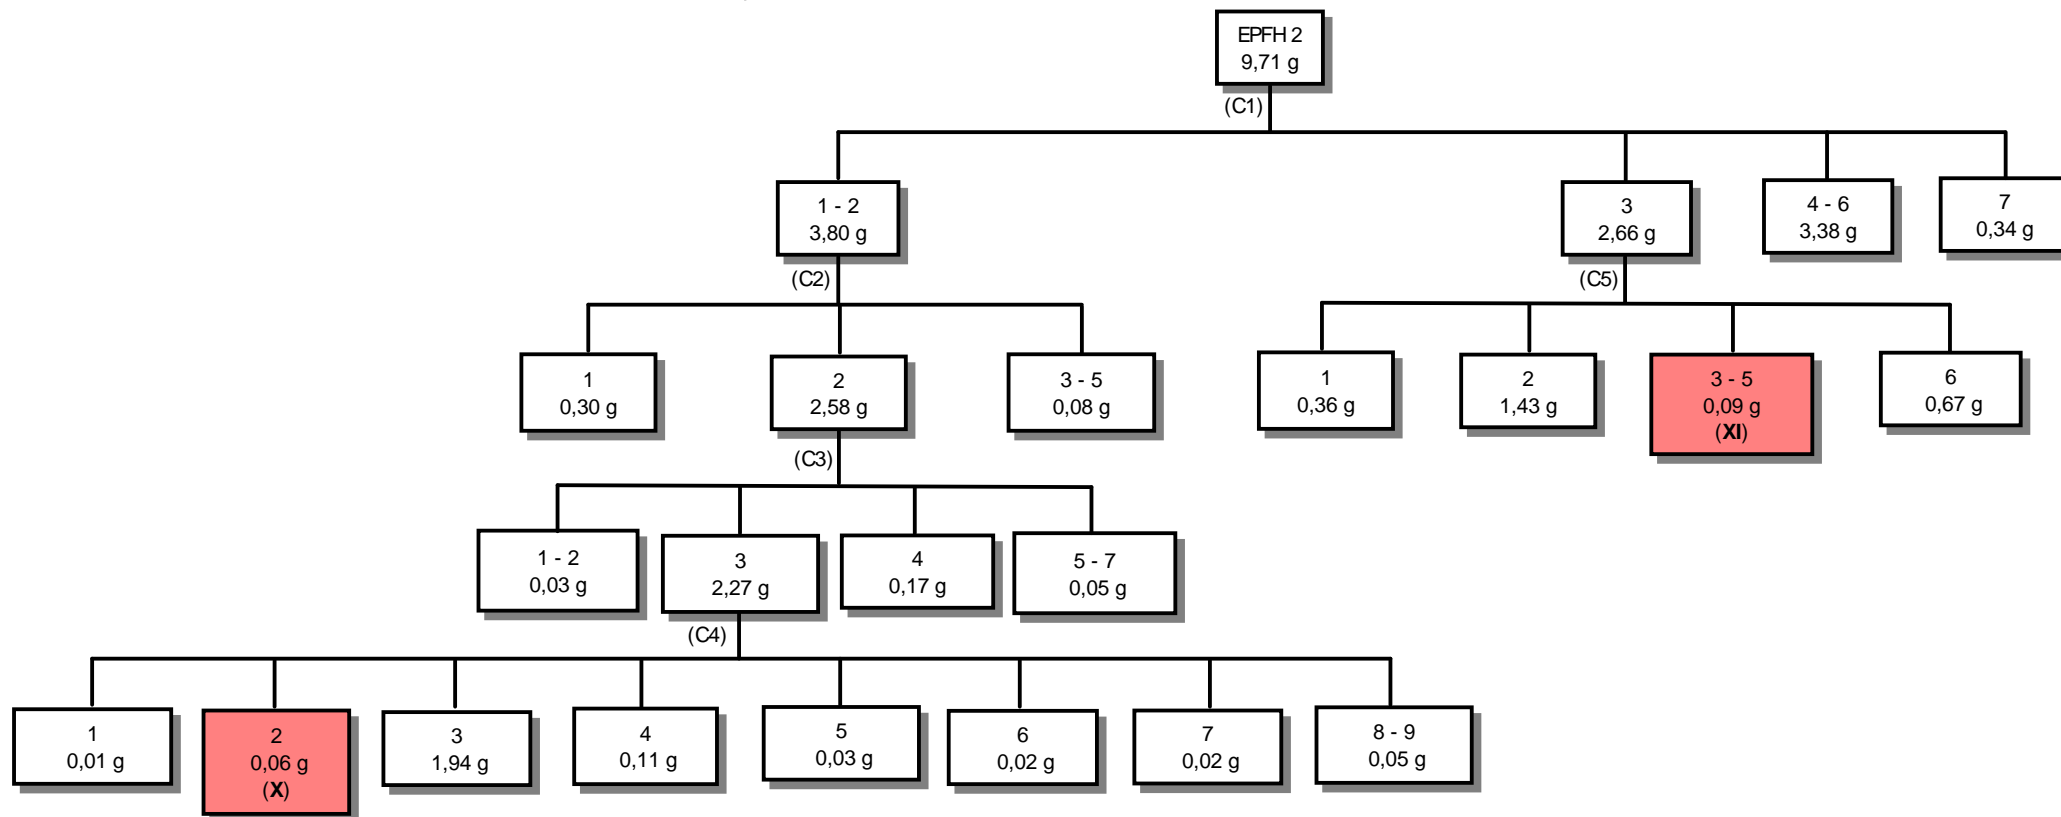 EPFH 2
9,71 g
(C1)
1 - 2
3,80 g
3
2,66 g
4 - 6
3,38 g
7
0,34 g
(C2)
(C5)
1
0,30 g
2
2,58 g
3 - 5
0,08 g
1
0,36 g
2
1,43 g
3 - 5
0,09 g
(XI)
6
0,67 g
(C3)
1 - 2
0,03 g
3
2,27 g
4
0,17 g
5 - 7
0,05 g
(C4)
1
0,01 g
2
0,06 g
(X)
3
1,94 g
4
0,11 g
5
0,03 g
6
0,02 g
7
0,02 g
8 - 9
0,05 g